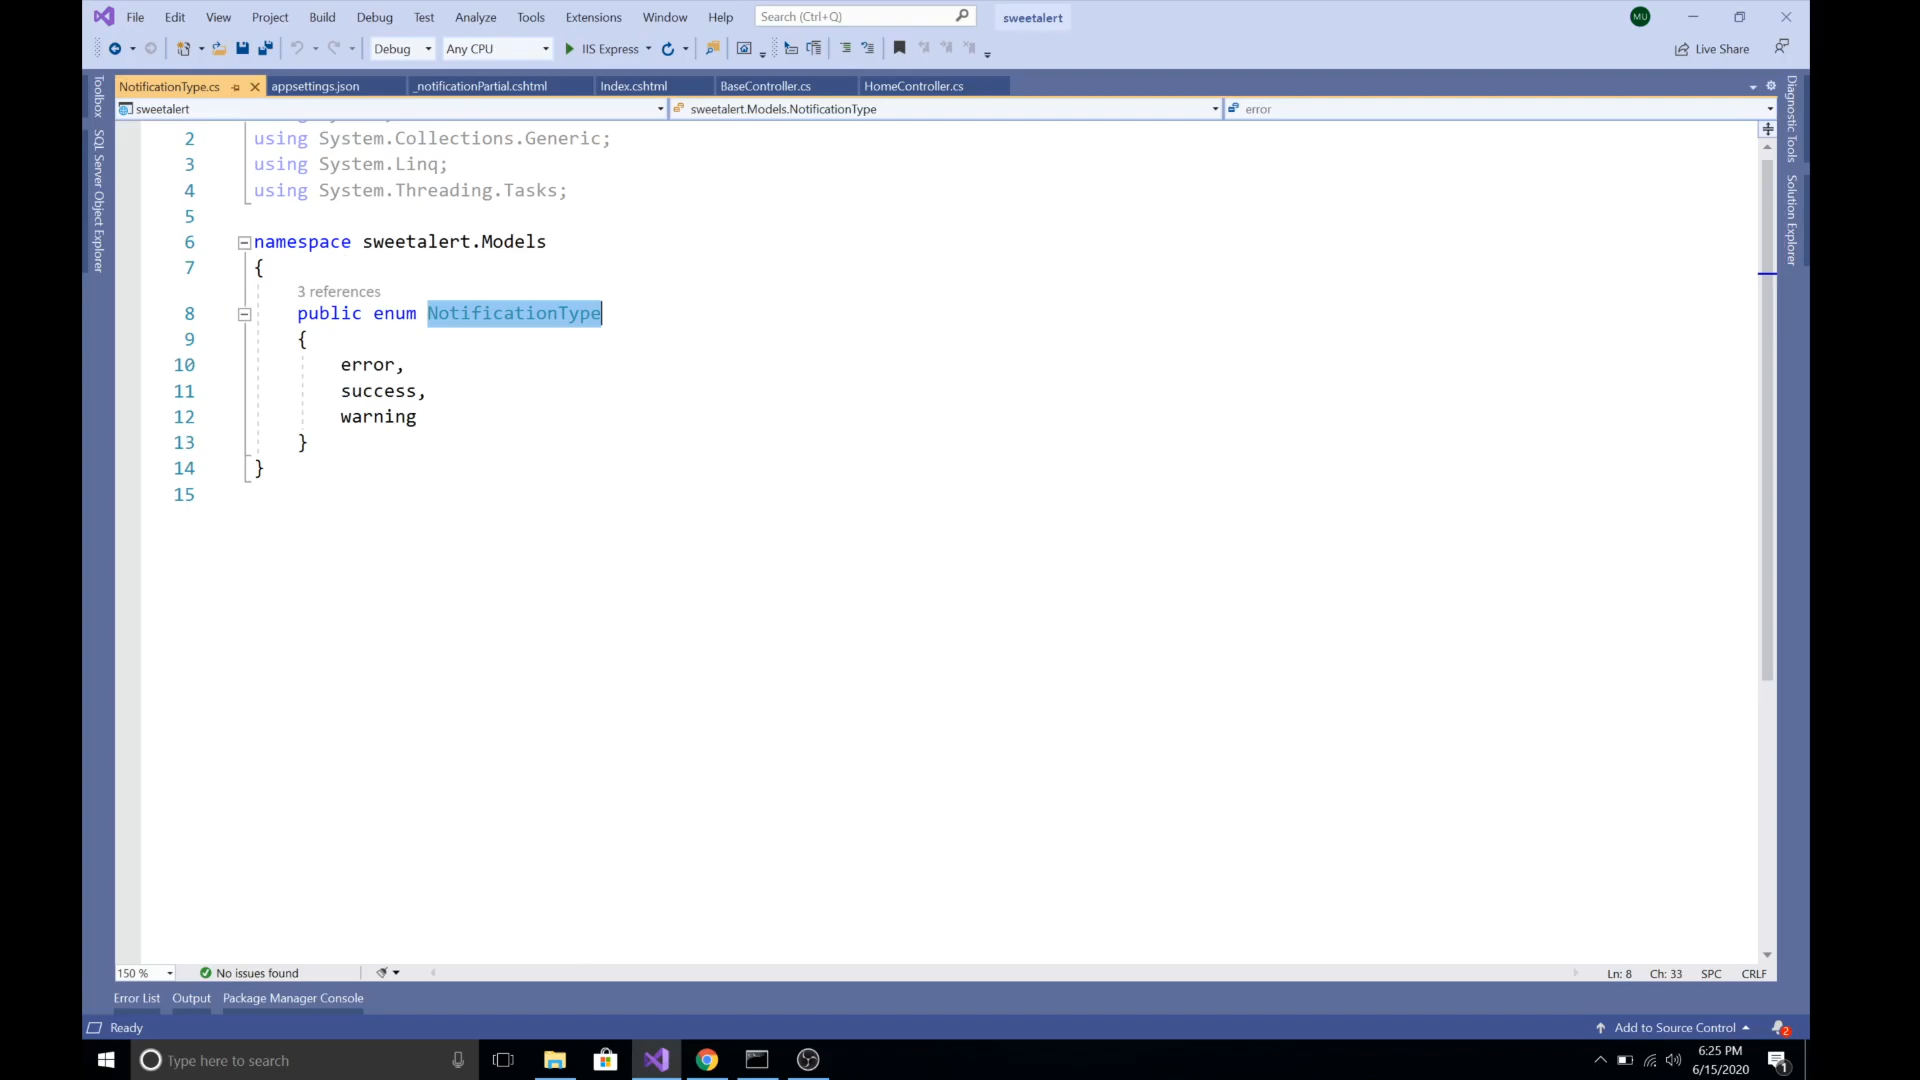 File Edit View Project Build Debug Test Analyze Tools Extensions Window Help Search (Ctrl+Q) sweetalert MU
Debug Any CPU IIS Express Live Share
NotificationType.cs appsettings.json _notificationPartial.cshtml Index.cshtml BaseController.cs HomeController.cs
sweetalert sweetalert.Models.NotificationType error
Toolbox
SQL Server Object Explorer
Diagnostic Tools
Solution Explorer
2 using System.Collections.Generic;
3 using System.Linq;
4 using System.Threading.Tasks;
5
6 namespace sweetalert.Models
7 {
3 references
8 public enum NotificationType
9 {
10 error,
11 success,
12 warning
13 }
14 }
15
150 % No issues found Ln: 8 Ch: 33 SPC CRLF
Error List Output Package Manager Console
Ready Add to Source Control 2
Type here to search 6:25 PM
6/15/2020 1